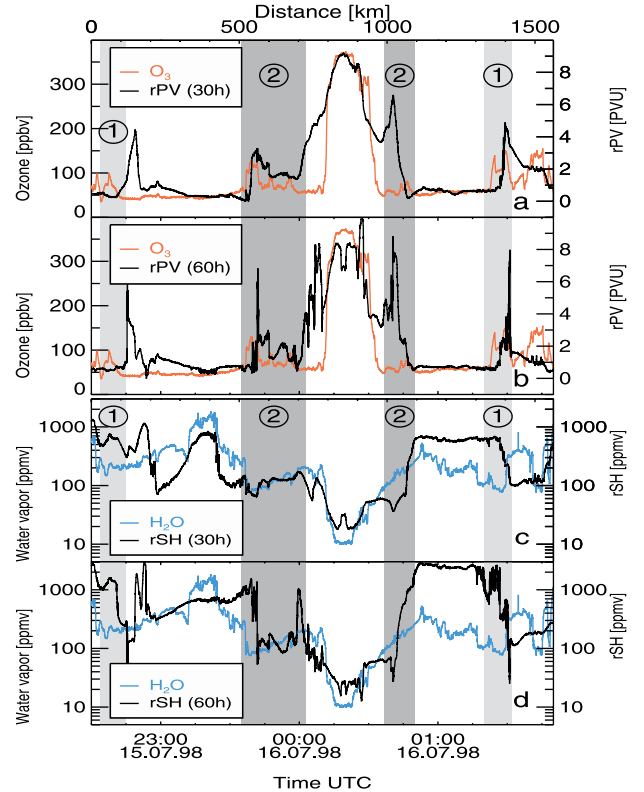 Distance [km]
0 500 1000 1500
Ozone [ppbv]
300
200
100
0
O3
rPV (30h)
1
2
2
1
8
6
4
2
0
rPV [PVU]
a
Ozone [ppbv]
300
200
100
0
O3
rPV (60h)
8
6
4
2
0
rPV [PVU]
b
Water vapor [ppmv]
1000
100
10
1
2
2
1
H2O
rSH (30h)
1000
100
10
rSH [ppmv]
c
Water vapor [ppmv]
1000
100
10
H2O
rSH (60h)
1000
100
10
rSH [ppmv]
d
23:00 00:00 01:00
15.07.98 16.07.98 16.07.98
Time UTC